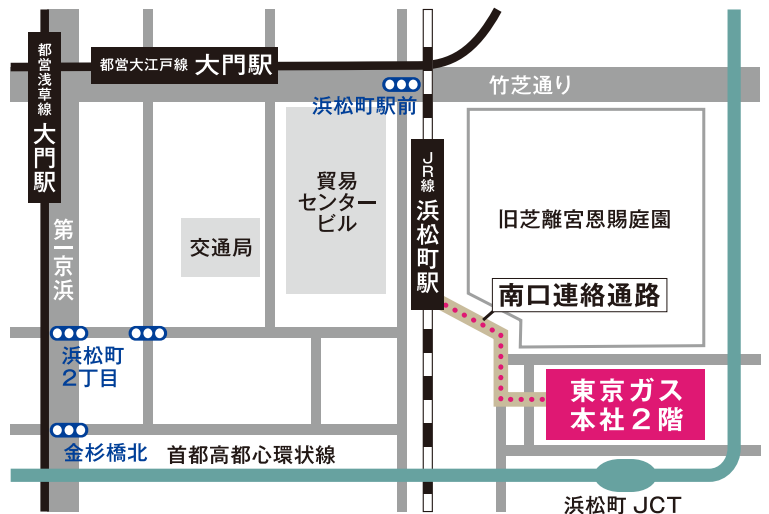 都営浅草線 大門駅
都営大江戸線 大門駅
浜松町駅前
竹芝通り
JR線 浜松町駅
貿易
センター
ビル
交通局
旧芝離宮恩賜庭園
第一京浜
南口連絡通路
浜松町
2丁目
東京ガス
本社2階
金杉橋北
首都高都心環状線
浜松町 JCT